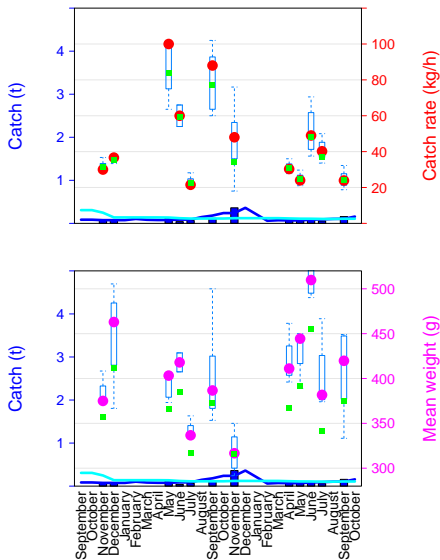 Catch (t)
4
3
2
1
100
80
60
40
20
Catch rate (kg/h)
Catch (t)
4
3
2
1
500
450
400
350
300
Mean weight (g)
September
October
November
December
January
February
March
April
May
June
July
August
September
October
November
December
January
February
March
April
May
June
July
August
September
October